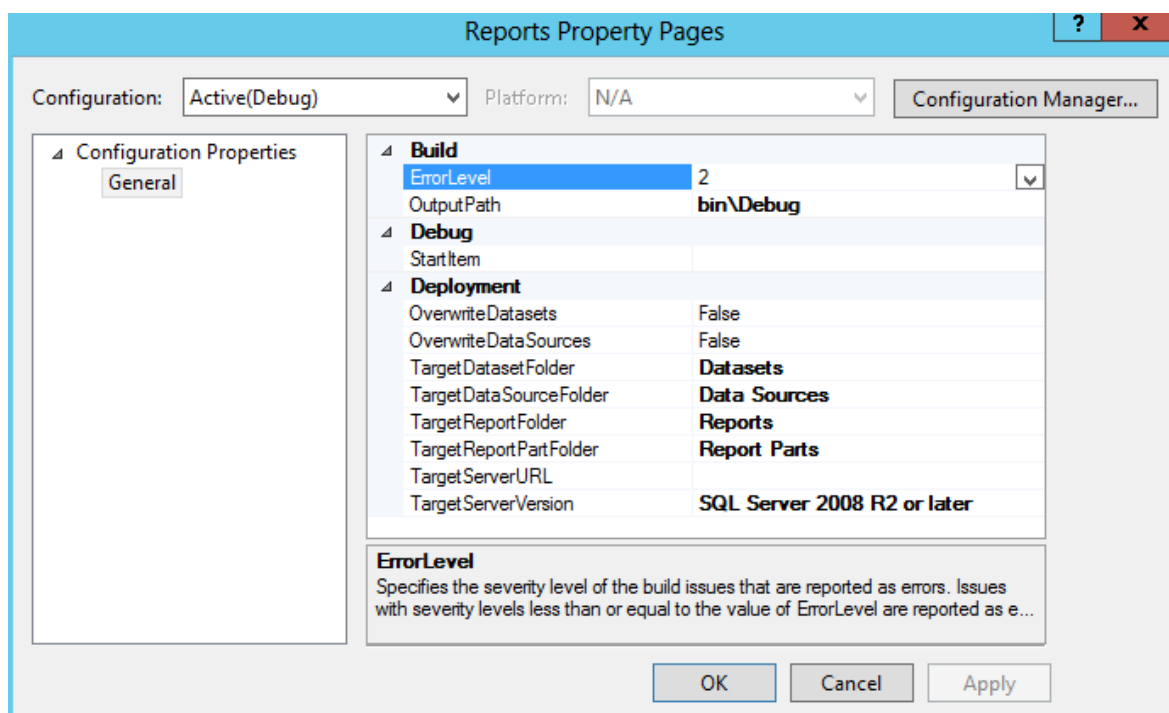 Reports Property Pages
?
x
Configuration: Active(Debug) Platform: N/A Configuration Manager...
Configuration Properties
General
Build
ErrorLevel 2
OutputPath bin\Debug
Debug
StartItem
Deployment
OverwriteDatasets False
OverwriteDataSources False
TargetDatasetFolder Datasets
TargetDataSourceFolder Data Sources
TargetReportFolder Reports
TargetReportPartFolder Report Parts
TargetServerURL
TargetServerVersion SQL Server 2008 R2 or later
ErrorLevel
Specifies the severity level of the build issues that are reported as errors. Issues
with severity levels less than or equal to the value of ErrorLevel are reported as e...
OK Cancel Apply